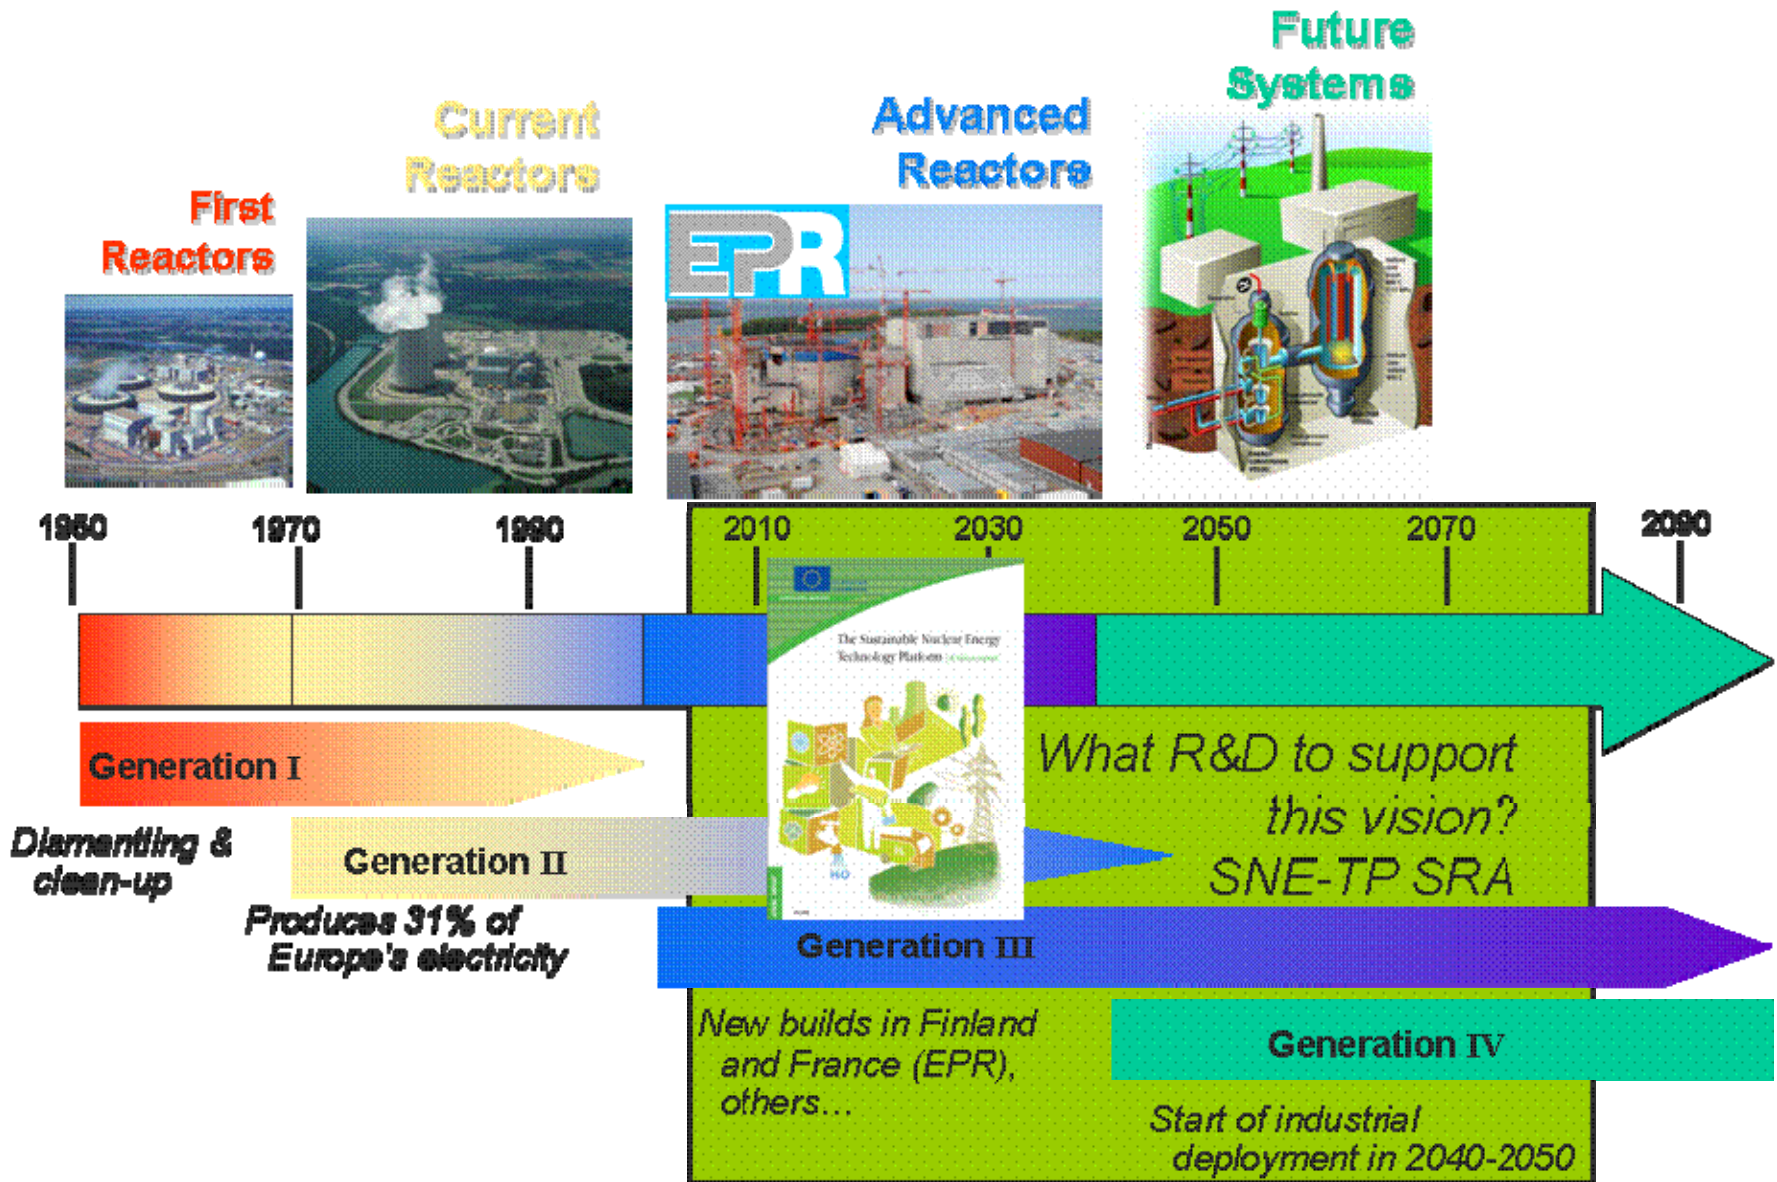 Future
Systems
Current
Reactors
Advanced
Reactors
First
Reactors
EPR
1950
1970
1990
2010
2030
2050
2070
2090
The Sustainable Nuclear Energy
Technology Platform
Generation I
What R&D to support
this vision?
SNE-TP SRA
Dismantling &
clean-up
Generation II
Produces 31% of
Europe's electricity
Generation III
New builds in Finland
and France (EPR),
others...
Generation IV
Start of industrial
deployment in 2040-2050